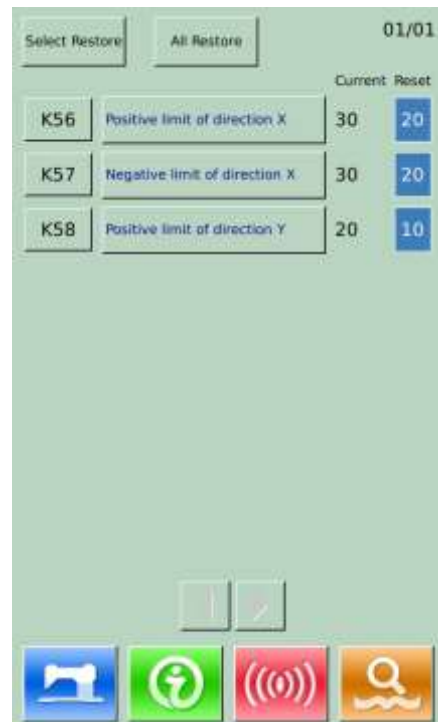 Select Restore All Restore 01/01
Current Reset
K56 Positive limit of direction X 30 20
K57 Negative limit of direction X 30 20
K58 Positive limit of direction Y 20 10